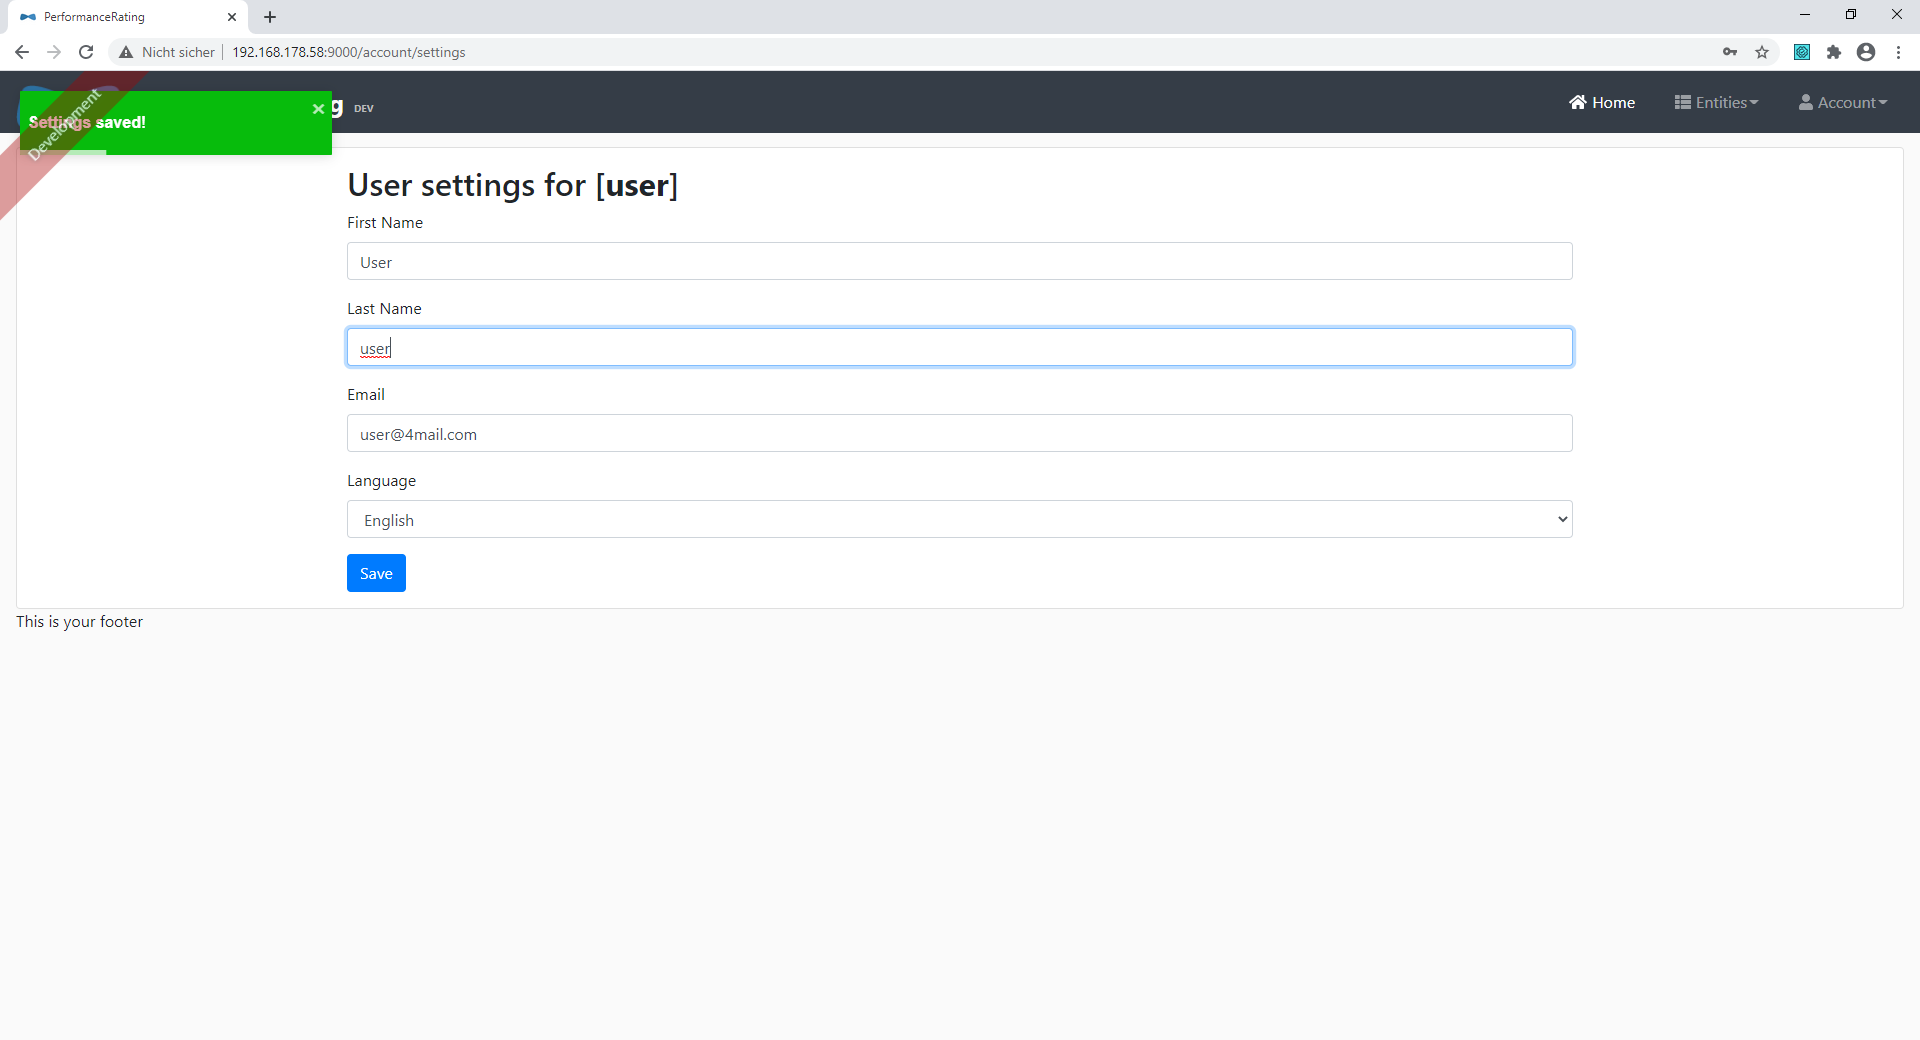 PerformanceRating
Nicht sicher
192.168.178.58:9000/account/settings
g DEV
Home
Entities
Account
Development
Settings saved!
User settings for [user]
First Name
User
Last Name
user
Email
user@4mail.com
Language
English
Save
This is your footer